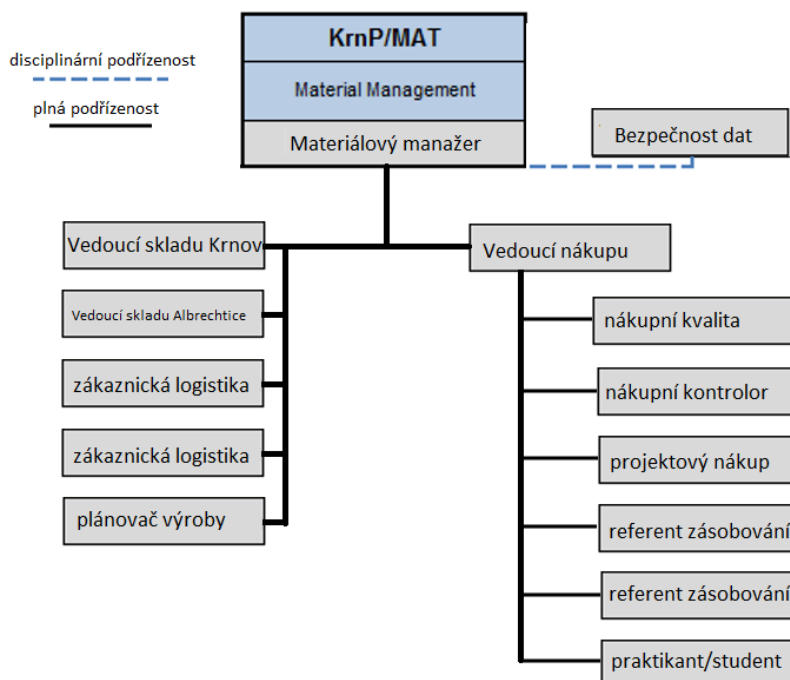 KrnP/MAT
Material Management
Materiálový manažer
disciplinární podřízenost
plná podřízenost
Bezpečnost dat
Vedoucí skladu Krnov
Vedoucí skladu Albrechtice
zákaznická logistika
zákaznická logistika
plánovač výroby
Vedoucí nákupu
nákupní kvalita
nákupní kontrolor
projektový nákup
referent zásobování
referent zásobování
praktikant/student